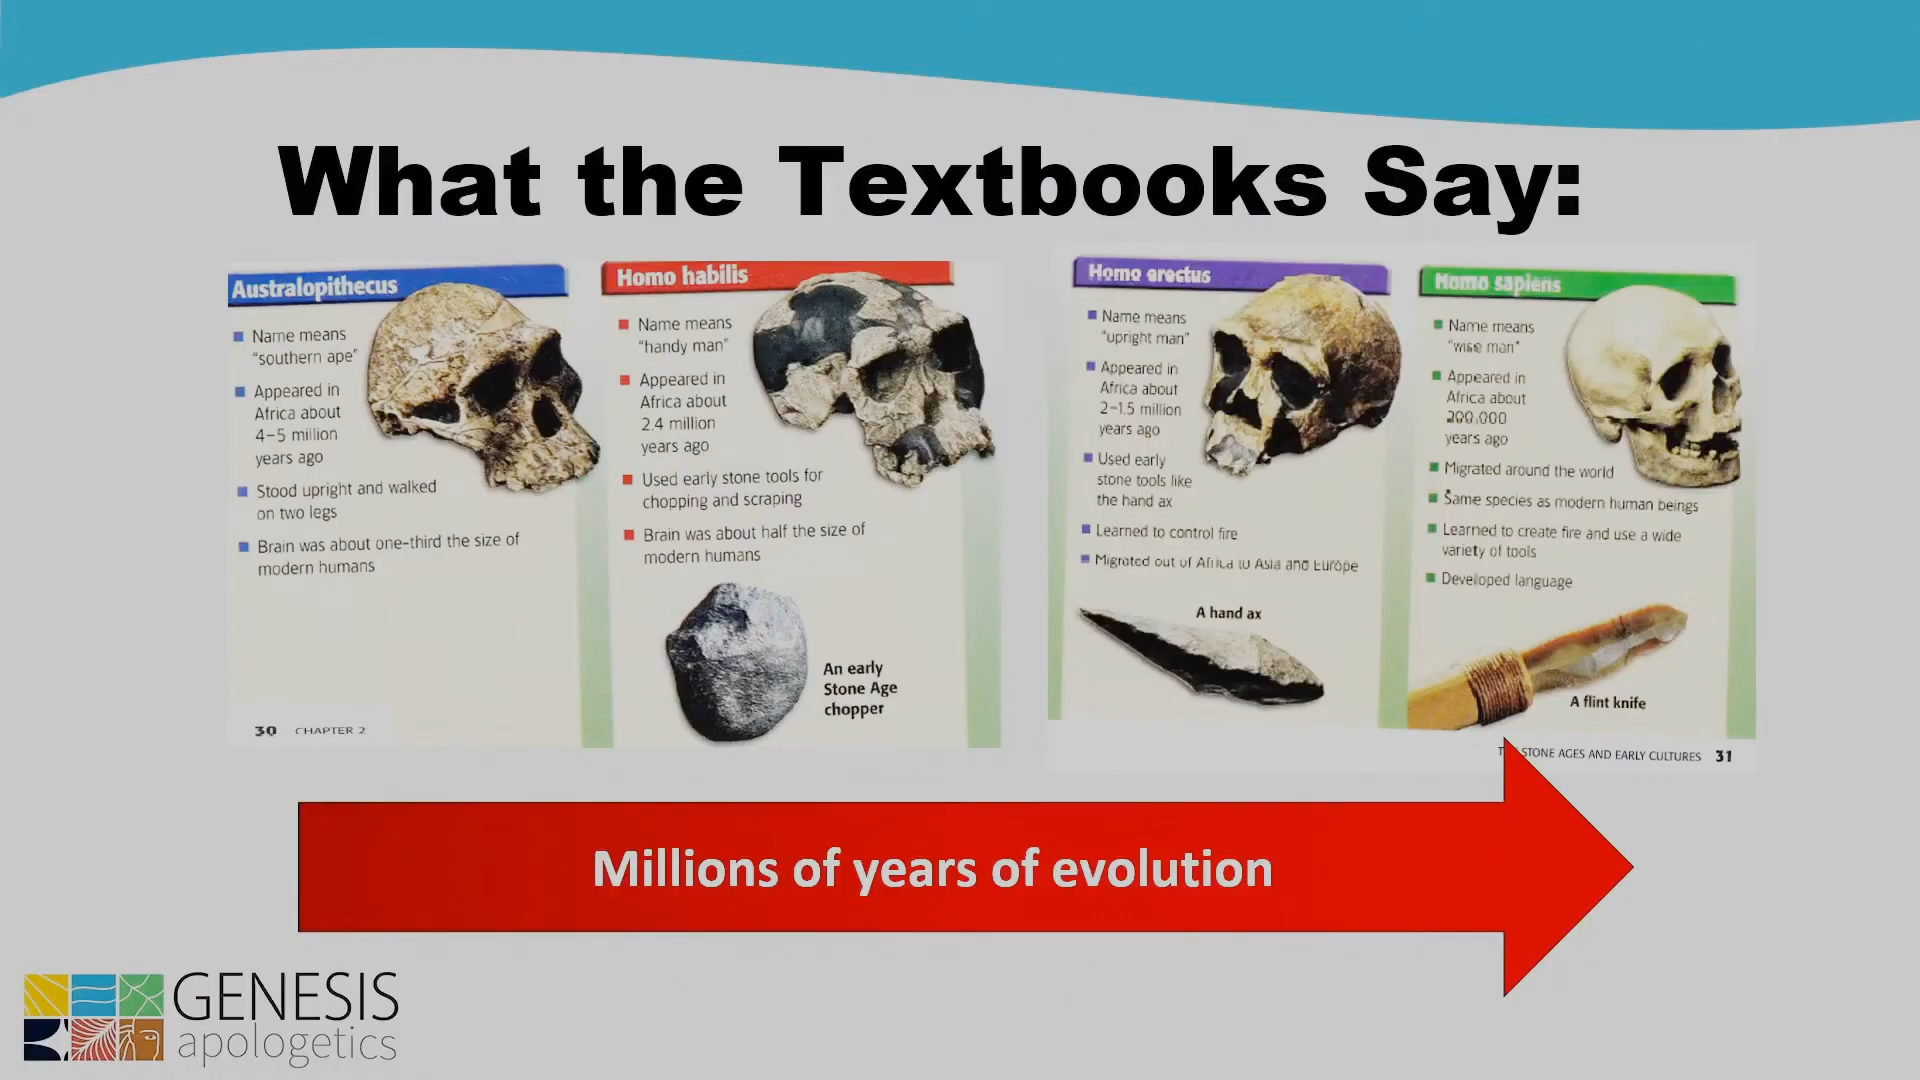 What the Textbooks Say:
Australopithecus
Name means
"southern ape"
Appeared in
Africa about
4–5 million
years ago
Stood upright and walked
on two legs
Brain was about one-third the size of
modern humans
30 CHAPTER 2
Homo habilis
Name means
"handy man"
Appeared in
Africa about
2.4 million
years ago
Used early stone tools for
chopping and scraping
Brain was about half the size of
modern humans
An early
Stone Age
chopper
Homo erectus
Name means
"upright man"
Appeared in
Africa about
2–1.5 million
years ago
Used early
stone tools like
the hand ax
Learned to control fire
Migrated out of Africa to Asia and Europe
A hand ax
Homo sapiens
Name means
"wise man"
Appeared in
Africa about
200,000
years ago
Migrated around the world
Same species as modern human beings
Learned to create fire and use a wide
variety of tools
Developed language
A flint knife
STONE AGES AND EARLY CULTURES 31
Millions of years of evolution
GENESIS
apologetics